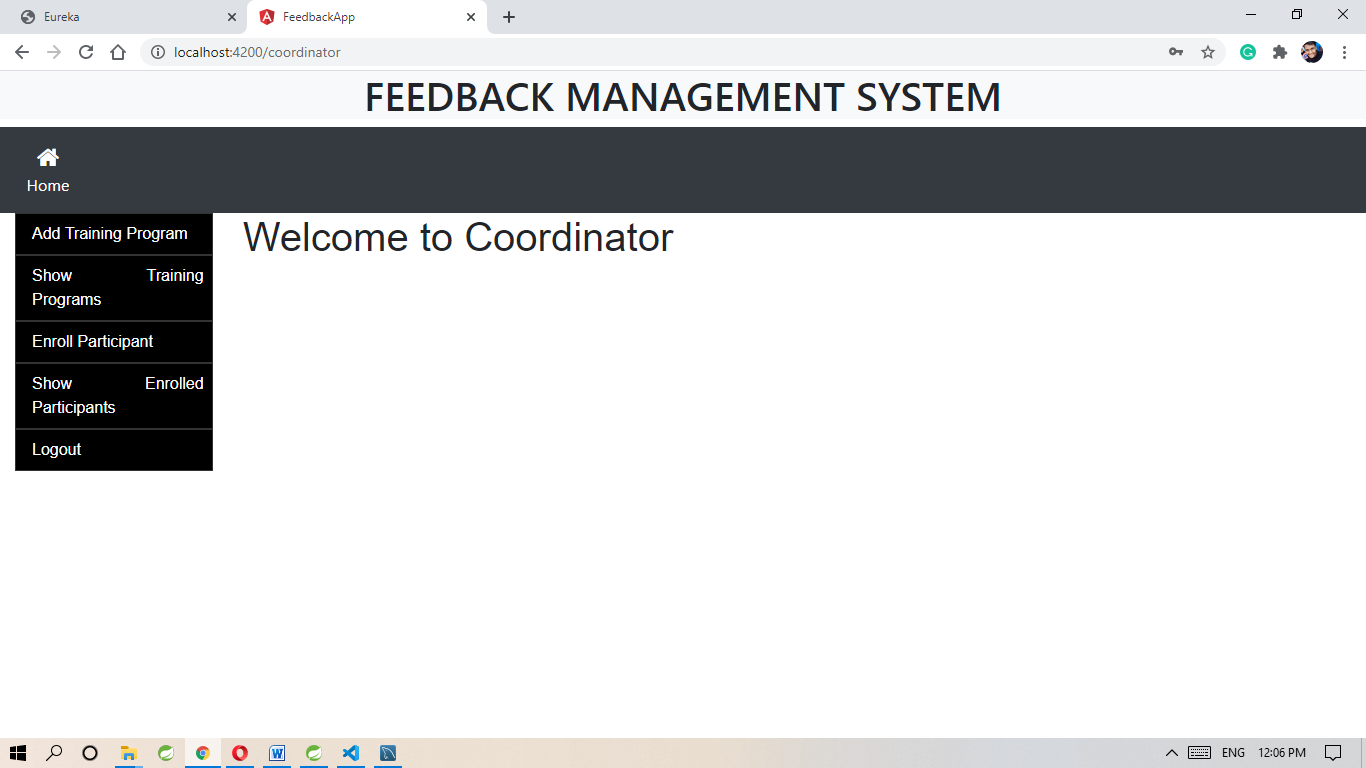 Eureka
FeedbackApp
localhost:4200/coordinator
FEEDBACK MANAGEMENT SYSTEM
Home
Add Training Program
Welcome to Coordinator
Show Training
Programs
Enroll Participant
Show Enrolled
Participants
Logout
ENG
12:06 PM